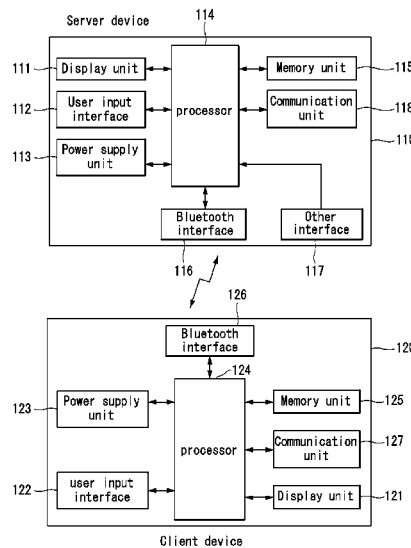 Server device
114
111
Display unit
Memory unit
115
112
User input
interface
processor
Communication
unit
118
113
Power supply
unit
Bluetooth
interface
Other
interface
116
117
126
Bluetooth
interface
124
123
Power supply
unit
Memory unit
125
processor
Communication
unit
127
122
user input
interface
Display unit
121
Client device